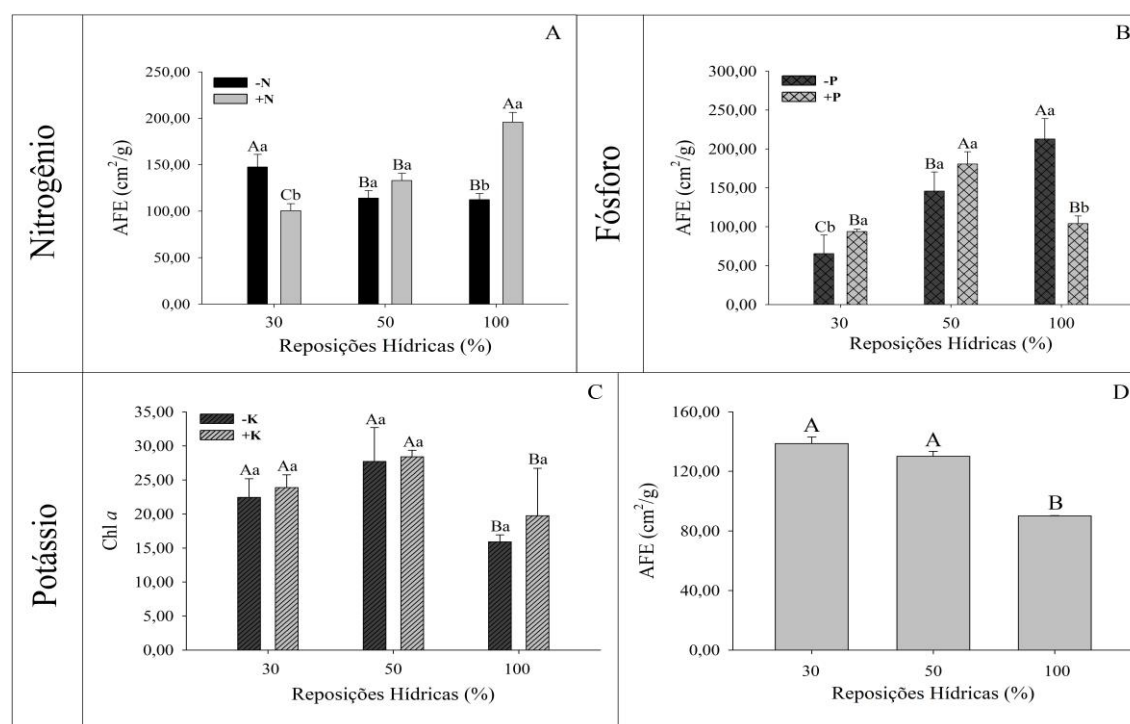 Nitrogênio
A
-N
+N
AFE (cm²/g)
250,00
200,00
150,00
100,00
50,00
0,00
Aa
Cb
Ba
Ba
Bb
Aa
30
50
100
Reposições Hídricas (%)
Fósforo
B
-P
+P
AFE (cm²/g)
300,00
250,00
200,00
150,00
100,00
50,00
0,00
Cb
Ba
Ba
Aa
Aa
Bb
30
50
100
Reposições Hídricas (%)
Potássio
C
-K
+K
Chl a
35,00
30,00
25,00
20,00
15,00
10,00
5,00
0,00
Aa
Aa
Aa
Aa
Ba
Ba
30
50
100
Reposições Hídricas (%)
D
AFE (cm²/g)
160,00
120,00
80,00
40,00
0,00
A
A
B
30
50
100
Reposições Hídricas (%)